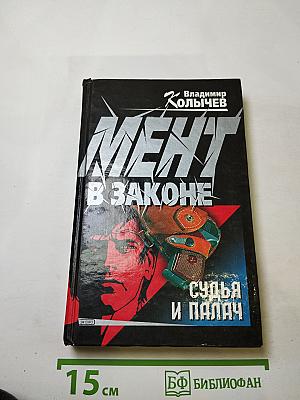 Владимир
КОЛЫЧЕВ
МЕНТ
В ЗАКОНЕ
СУДЬЯ
И ПАЛАЧ
15 см
БФ БИБЛИОФАН